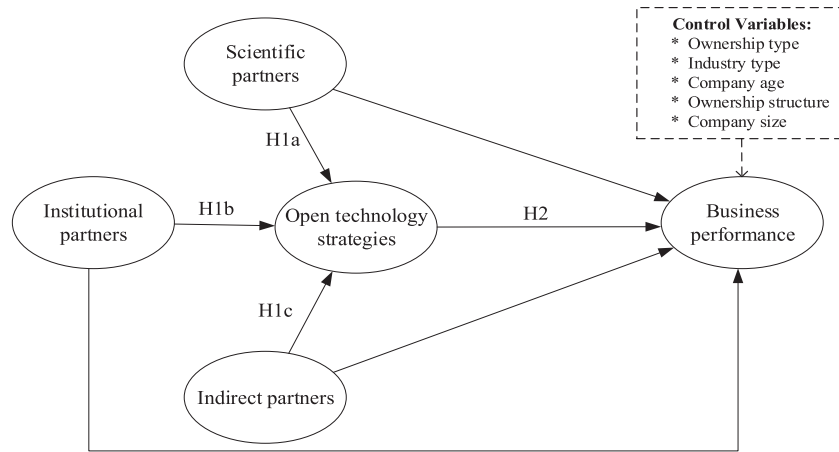 Scientific
partners
Control Variables:
* Ownership type
* Industry type
* Company age
* Ownership structure
* Company size
H1a
Institutional
partners
H1b
Open technology
strategies
H2
Business
performance
H1c
Indirect partners